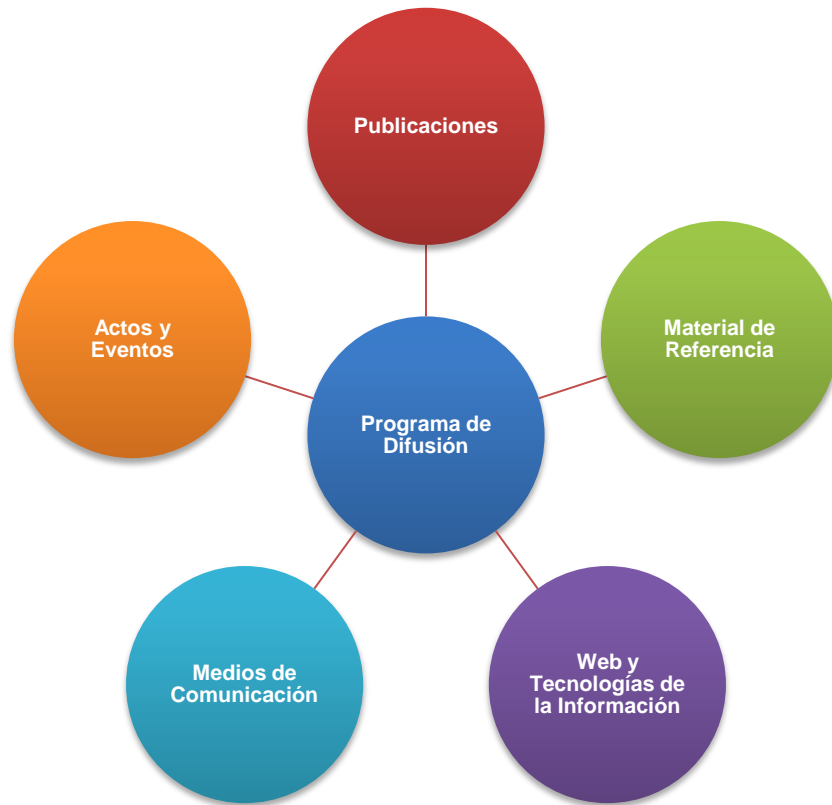 Publicaciones
Actos y
Eventos
Material de
Referencia
Programa de
Difusión
Medios de
Comunicación
Web y
Tecnologías de
la Información